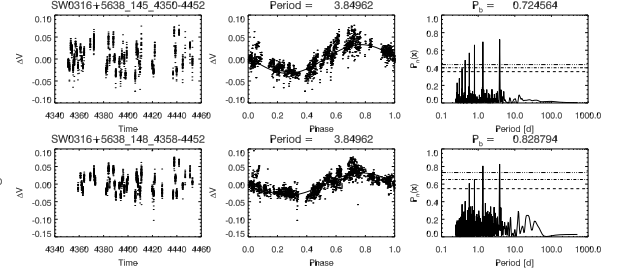 SW0316+5638_145_4350-4452
Period = 3.84962
P_b = 0.724564
ΔV
0.10
0.05
0.00
-0.05
-0.10
4340 4360 4380 4400 4420 4440 4460
Time
ΔV
0.10
0.05
0.00
-0.05
-0.10
0.0 0.2 0.4 0.6 0.8 1.0
Phase
P_n(x)
1.0
0.8
0.6
0.4
0.2
0.0
0.1 1.0 10.0 100.0 1000.0
Period [d]
SW0316+5638_148_4358-4452
Period = 3.84962
P_b = 0.828794
ΔV
0.10
0.05
0.00
-0.05
-0.10
-0.15
4340 4360 4380 4400 4420 4440 4460
Time
ΔV
0.10
0.05
0.00
-0.05
-0.10
-0.15
0.0 0.2 0.4 0.6 0.8 1.0
Phase
P_n(x)
1.0
0.8
0.6
0.4
0.2
0.0
0.1 1.0 10.0 100.0 1000.0
Period [d]